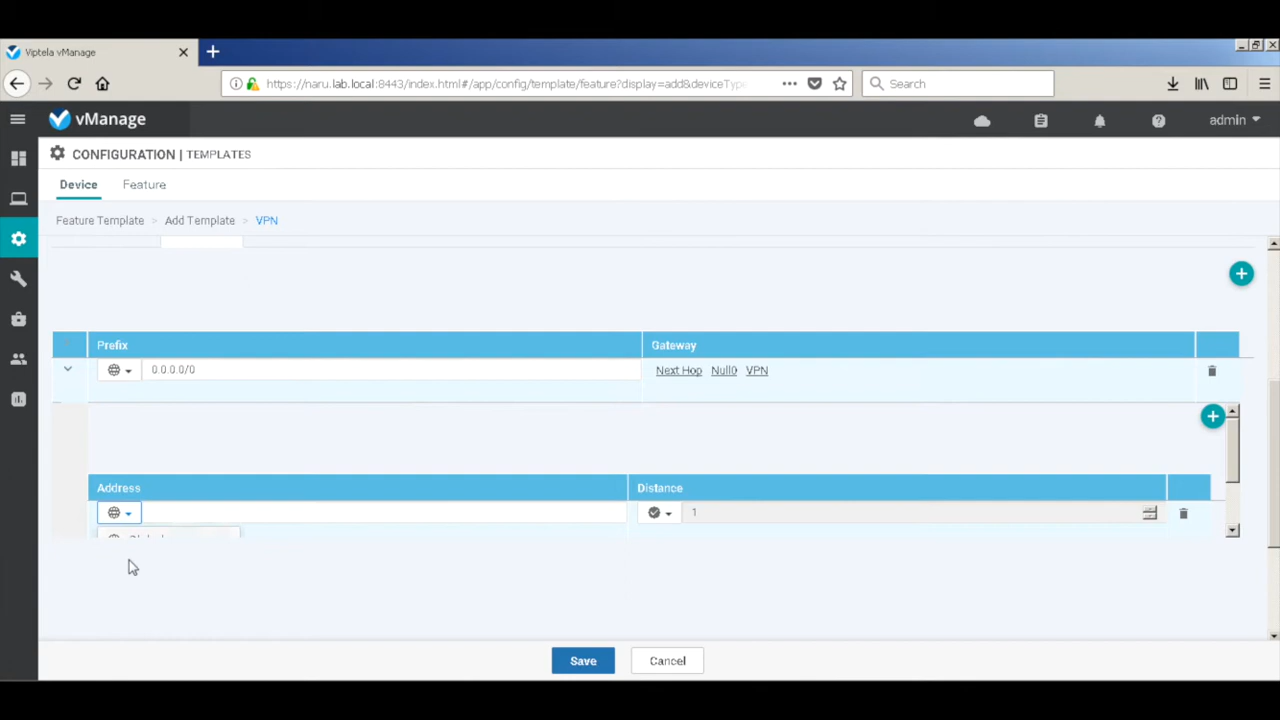 Viptela vManage
https://naru.lab.local:8443/index.html#/app/config/template/feature?display=add&deviceType
Search
vManage
admin
CONFIGURATION | TEMPLATES
Device Feature
Feature Template > Add Template > VPN
Prefix Gateway
0.0.0.0/0 Next Hop Null0 VPN
Address Distance
1
Save Cancel